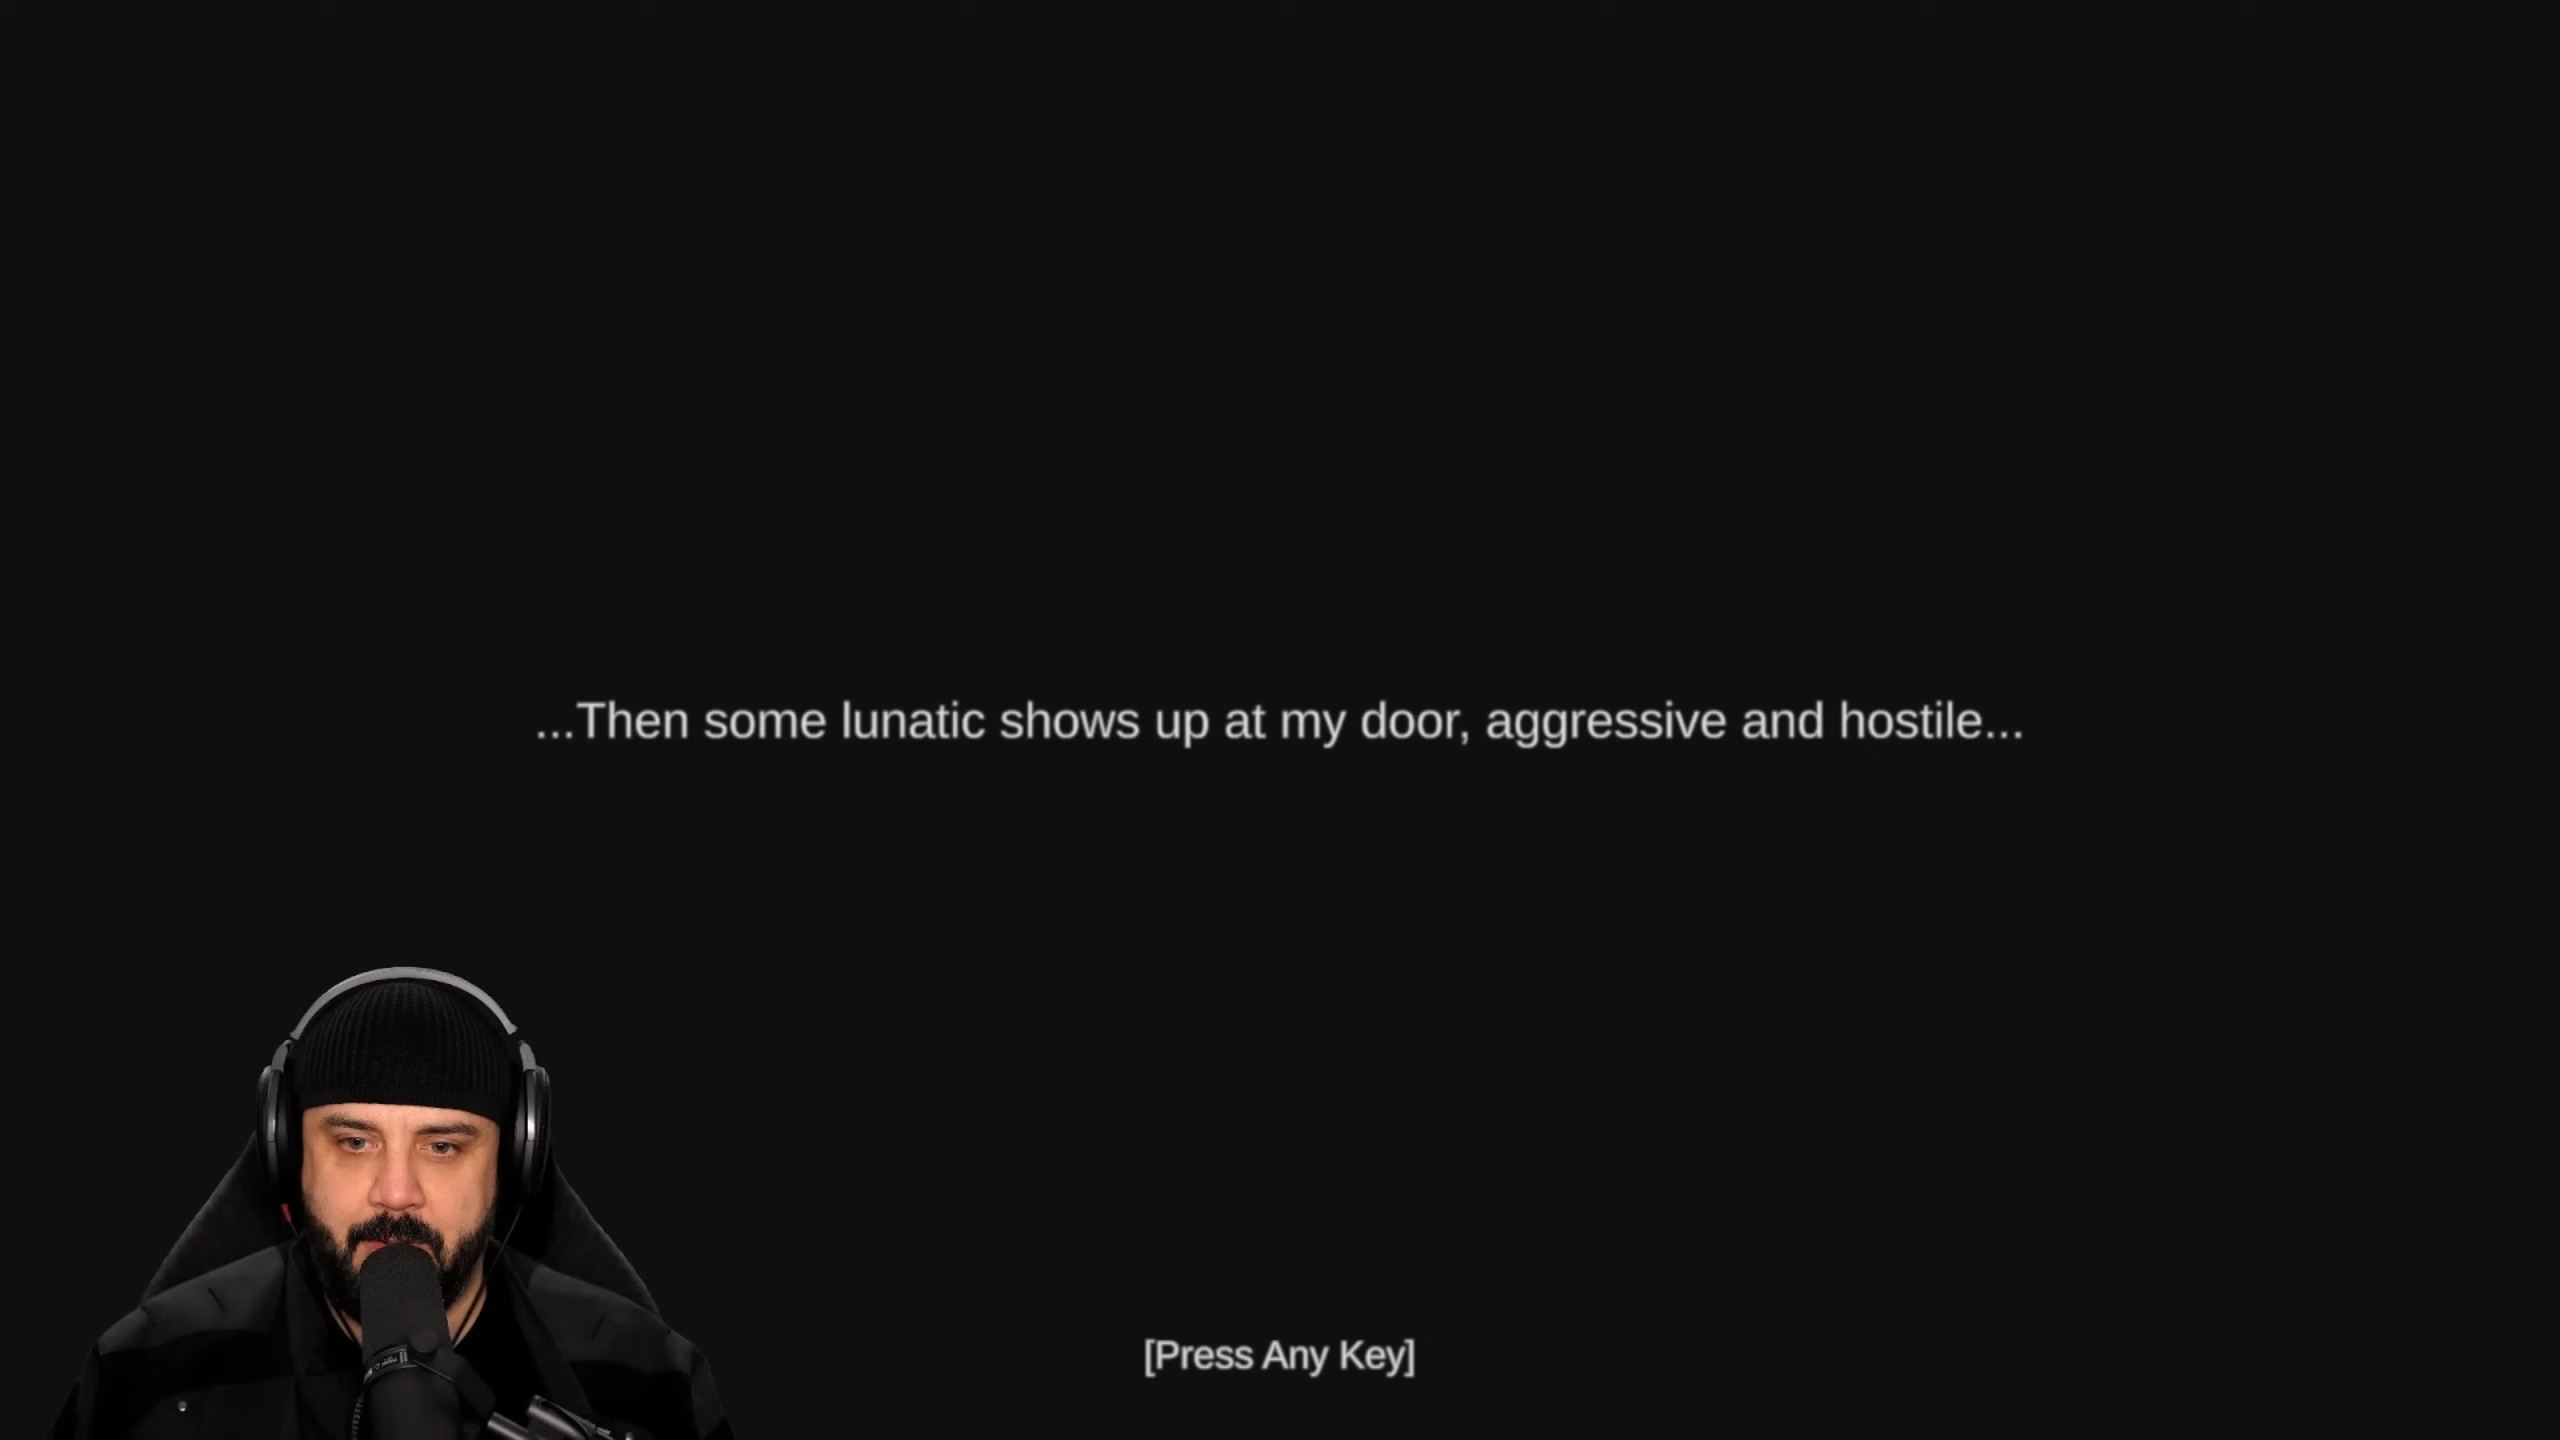 ...Then some lunatic shows up at my door, aggressive and hostile...
[Press Any Key]